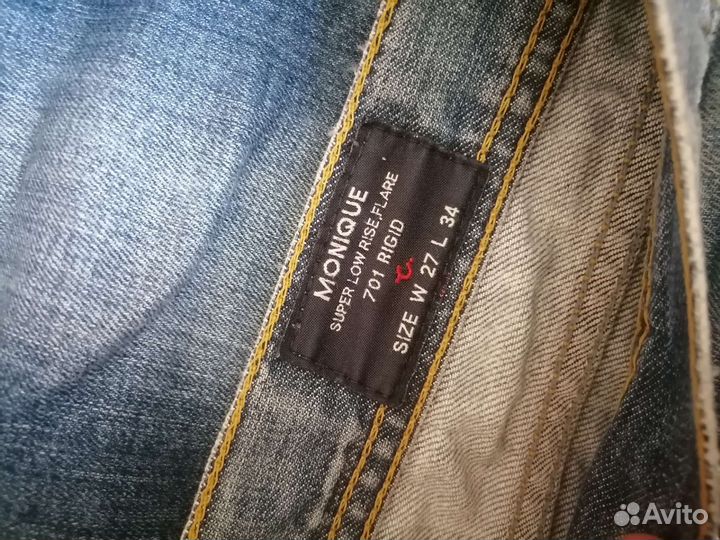 MONIQUE
SUPER LOW RISE,FLARE
701 RIGID
SIZE W 27 L 34
Avito